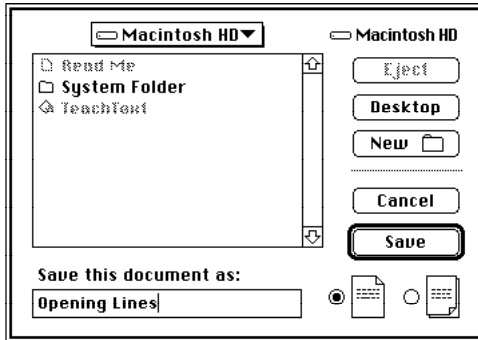 Macintosh HD
Macintosh HD
Read Me
System Folder
TeachText
Eject
Desktop
New
Cancel
Save
Save this document as:
Opening Lines